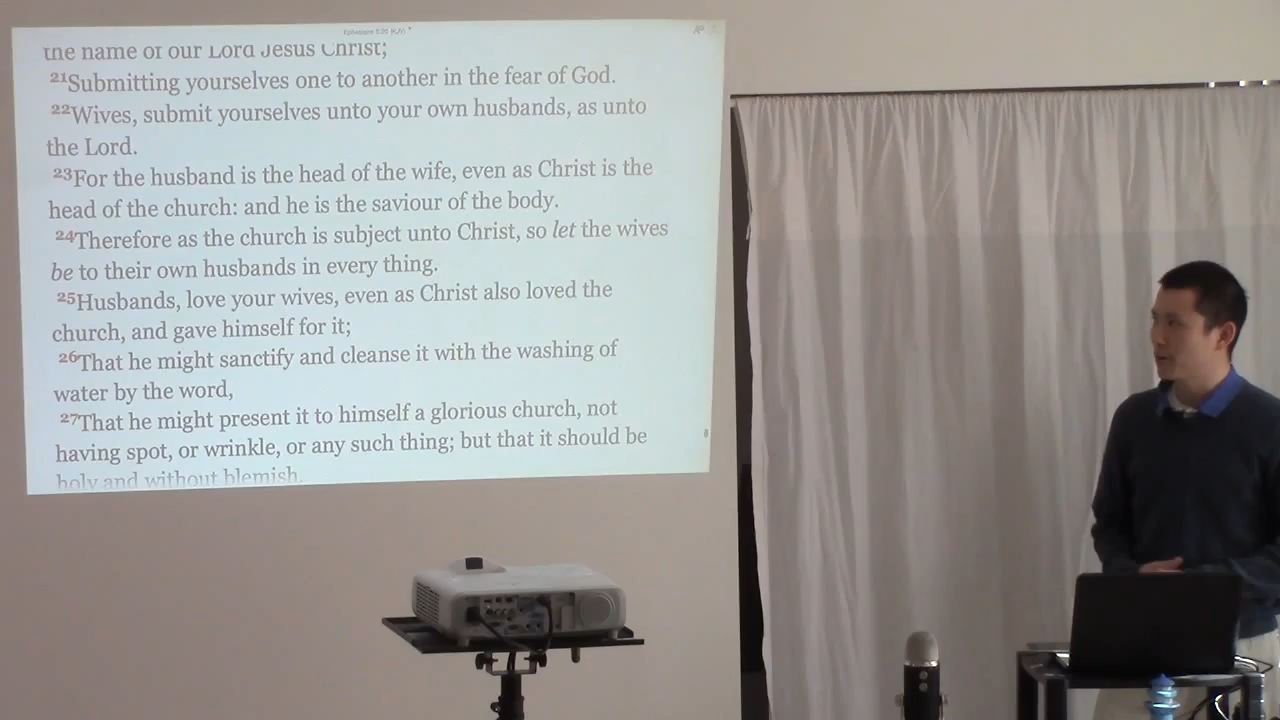 the name of our Lord Jesus Christ;
21Submitting yourselves one to another in the fear of God.
22Wives, submit yourselves unto your own husbands, as unto
the Lord.
23For the husband is the head of the wife, even as Christ is the
head of the church: and he is the saviour of the body.
24Therefore as the church is subject unto Christ, so let the wives
be to their own husbands in every thing.
25Husbands, love your wives, even as Christ also loved the
church, and gave himself for it;
26That he might sanctify and cleanse it with the washing of
water by the word,
27That he might present it to himself a glorious church, not
having spot, or wrinkle, or any such thing; but that it should be
holy and without blemish.